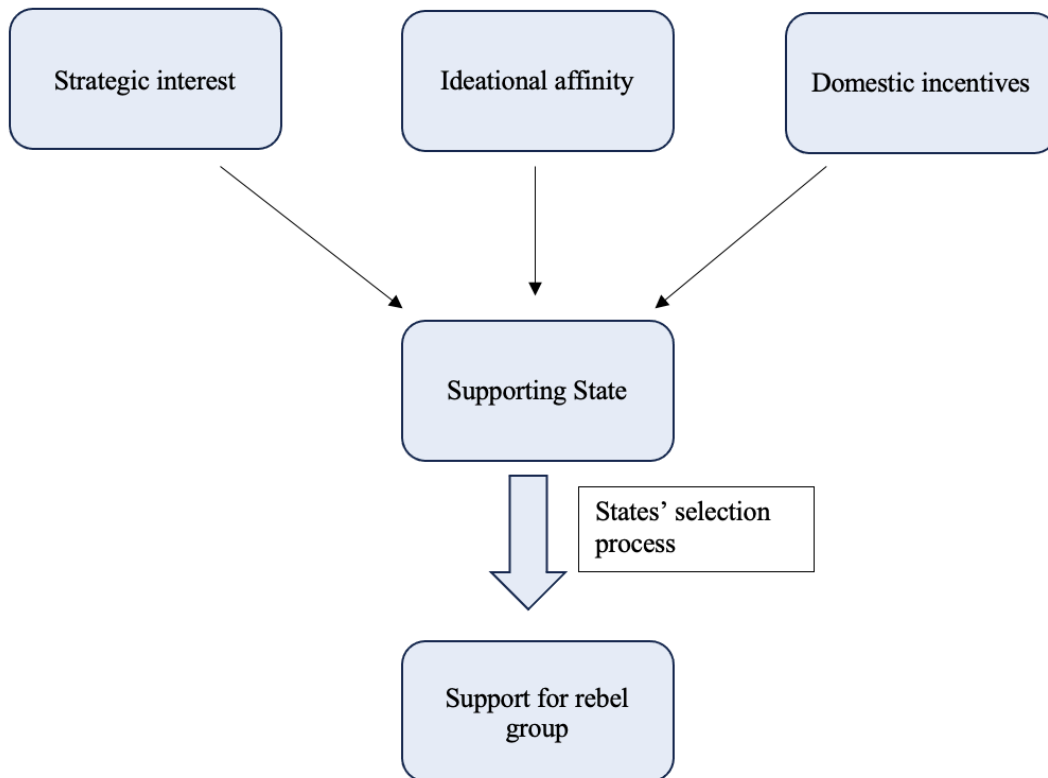 Strategic interest
Ideational affinity
Domestic incentives
Supporting State
States’ selection
process
Support for rebel
group